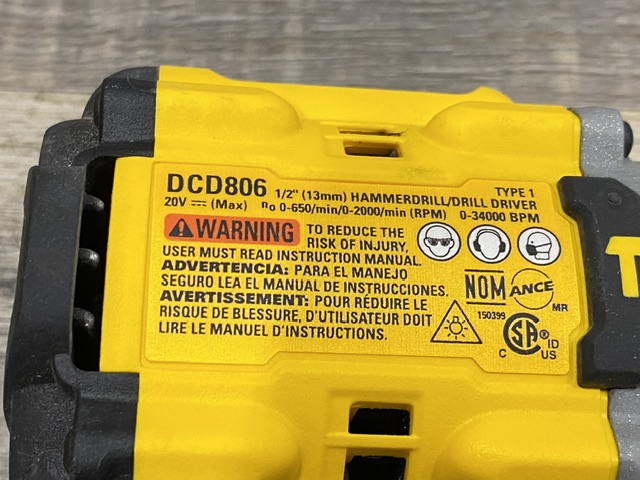 DCD806 1/2" (13mm) HAMMERDRILL/DRILL DRIVER TYPE 1
20V ⎓ (Max) n₀ 0-650/min/0-2000/min (RPM) 0-34000 BPM
WARNING TO REDUCE THE
RISK OF INJURY,
USER MUST READ INSTRUCTION MANUAL.
ADVERTENCIA: PARA EL MANEJO
SEGURO LEA EL MANUAL DE INSTRUCCIONES.
AVERTISSEMENT: POUR RÉDUIRE LE
RISQUE DE BLESSURE, D'UTILISATEUR DOIT
LIRE LE MANUEL D'INSTRUCTIONS.
NOM ANCE MR
150399
C SA ® ID
C US